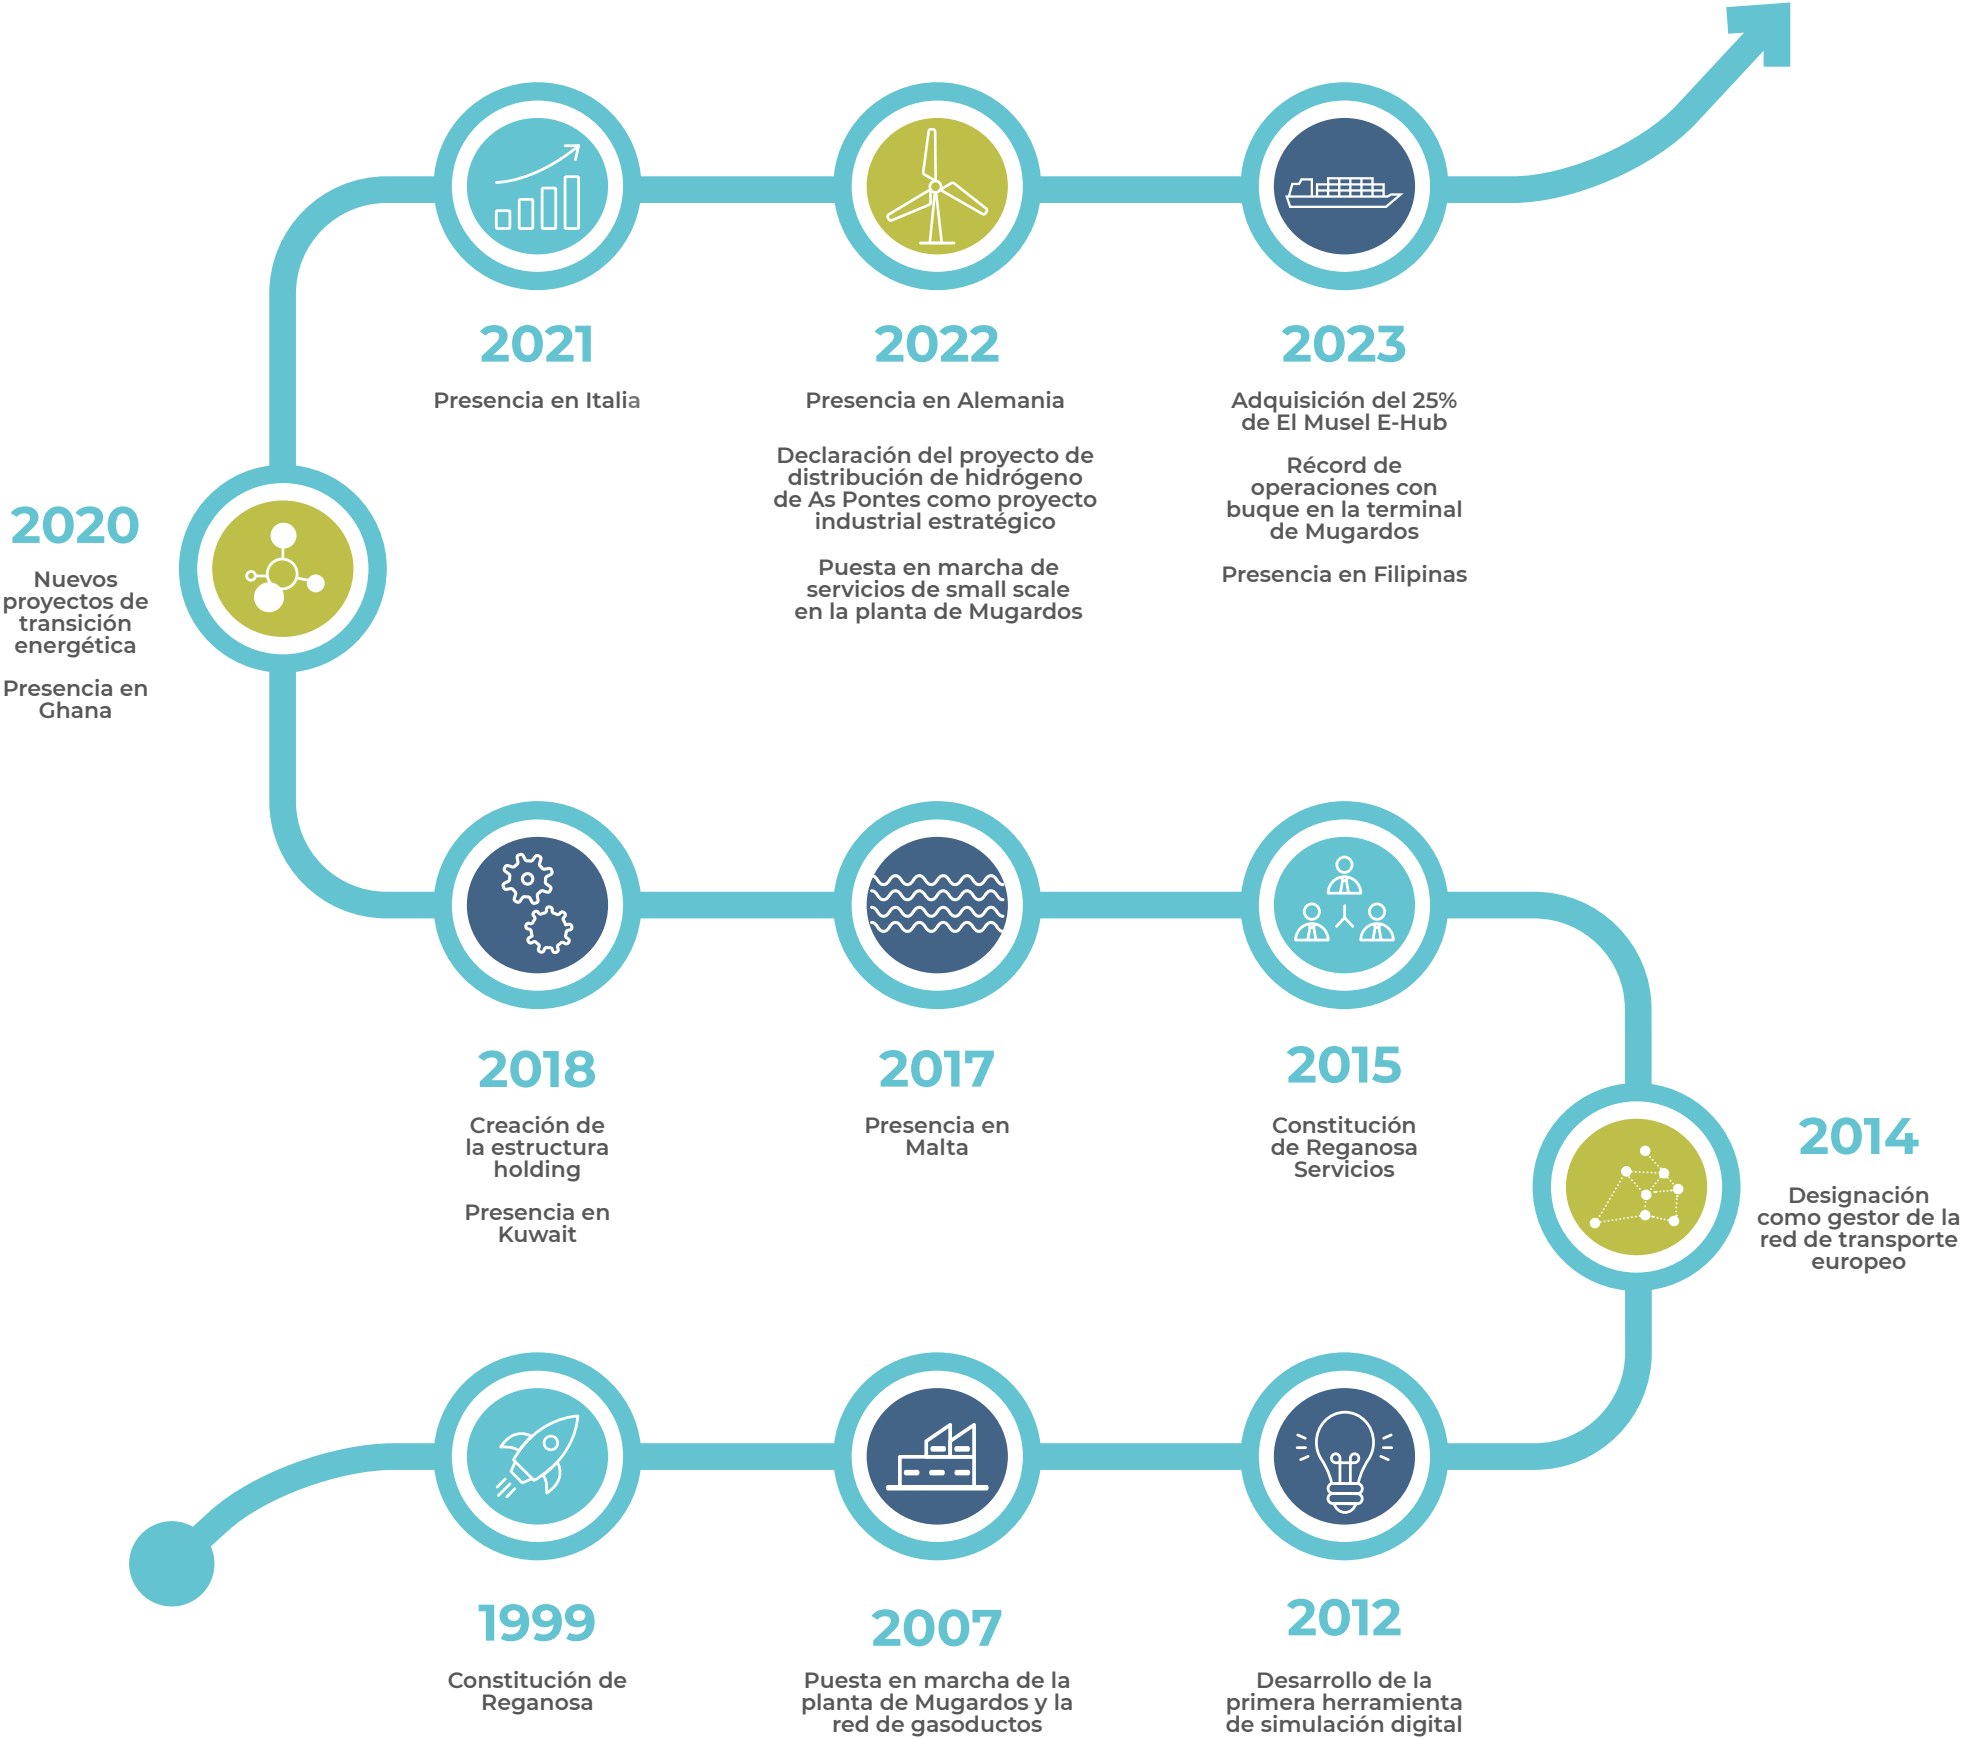 2021
Presencia en Italia
2022
Presencia en Alemania
Declaración del proyecto de
distribución de hidrógeno
de As Pontes como proyecto
industrial estratégico
Puesta en marcha de
servicios de small scale
en la planta de Mugardos
2023
Adquisición del 25%
de El Musel E-Hub
Récord de
operaciones con
buque en la terminal
de Mugardos
Presencia en Filipinas
2020
Nuevos
proyectos de
transición
energética
Presencia en
Ghana
2018
Creación de
la estructura
holding
Presencia en
Kuwait
2017
Presencia en
Malta
2015
Constitución
de Reganosa
Servicios
2014
Designación
como gestor de la
red de transporte
europeo
1999
Constitución de
Reganosa
2007
Puesta en marcha de la
planta de Mugardos y la
red de gasoductos
2012
Desarrollo de la
primera herramienta
de simulación digital